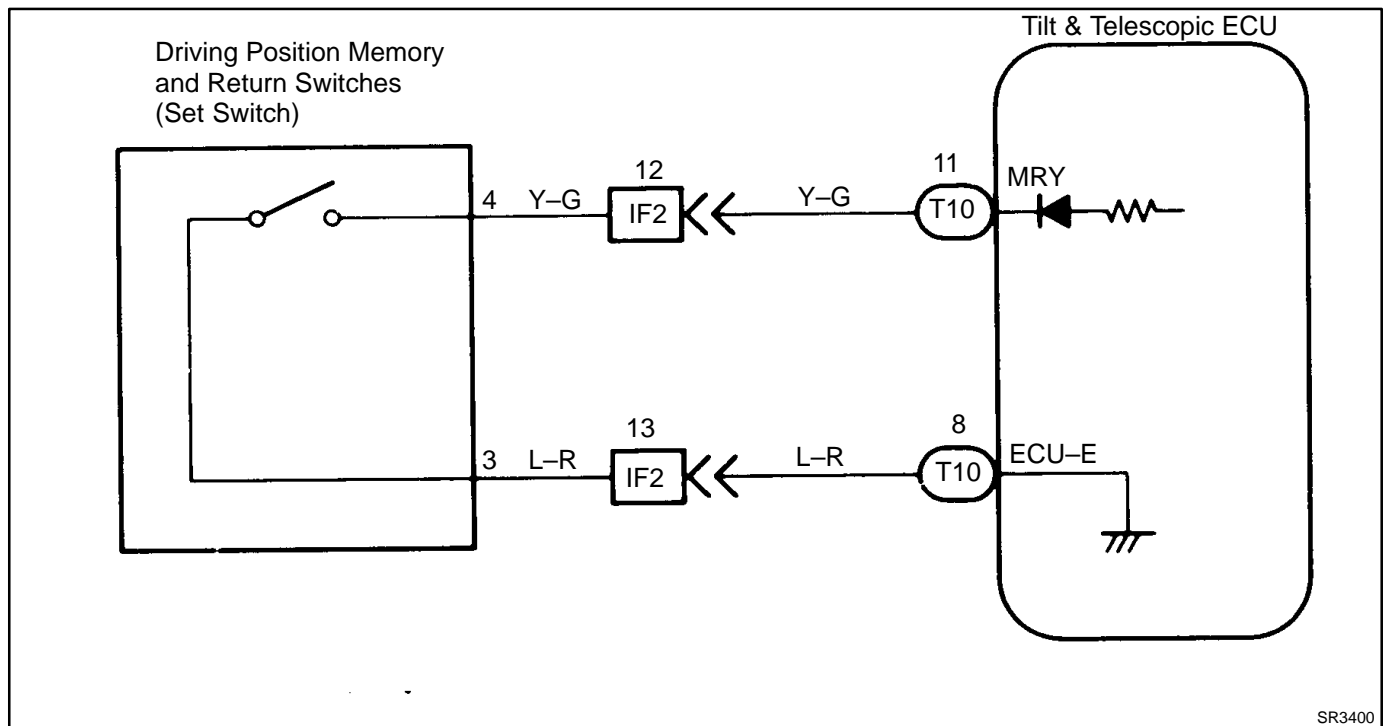 Tilt & Telescopic ECU
Driving Position Memory
and Return Switches
(Set Switch)
4 Y–G 12 IF2 Y–G 11 T10 MRY
3 L–R 13 IF2 L–R 8 T10 ECU–E
SR3400